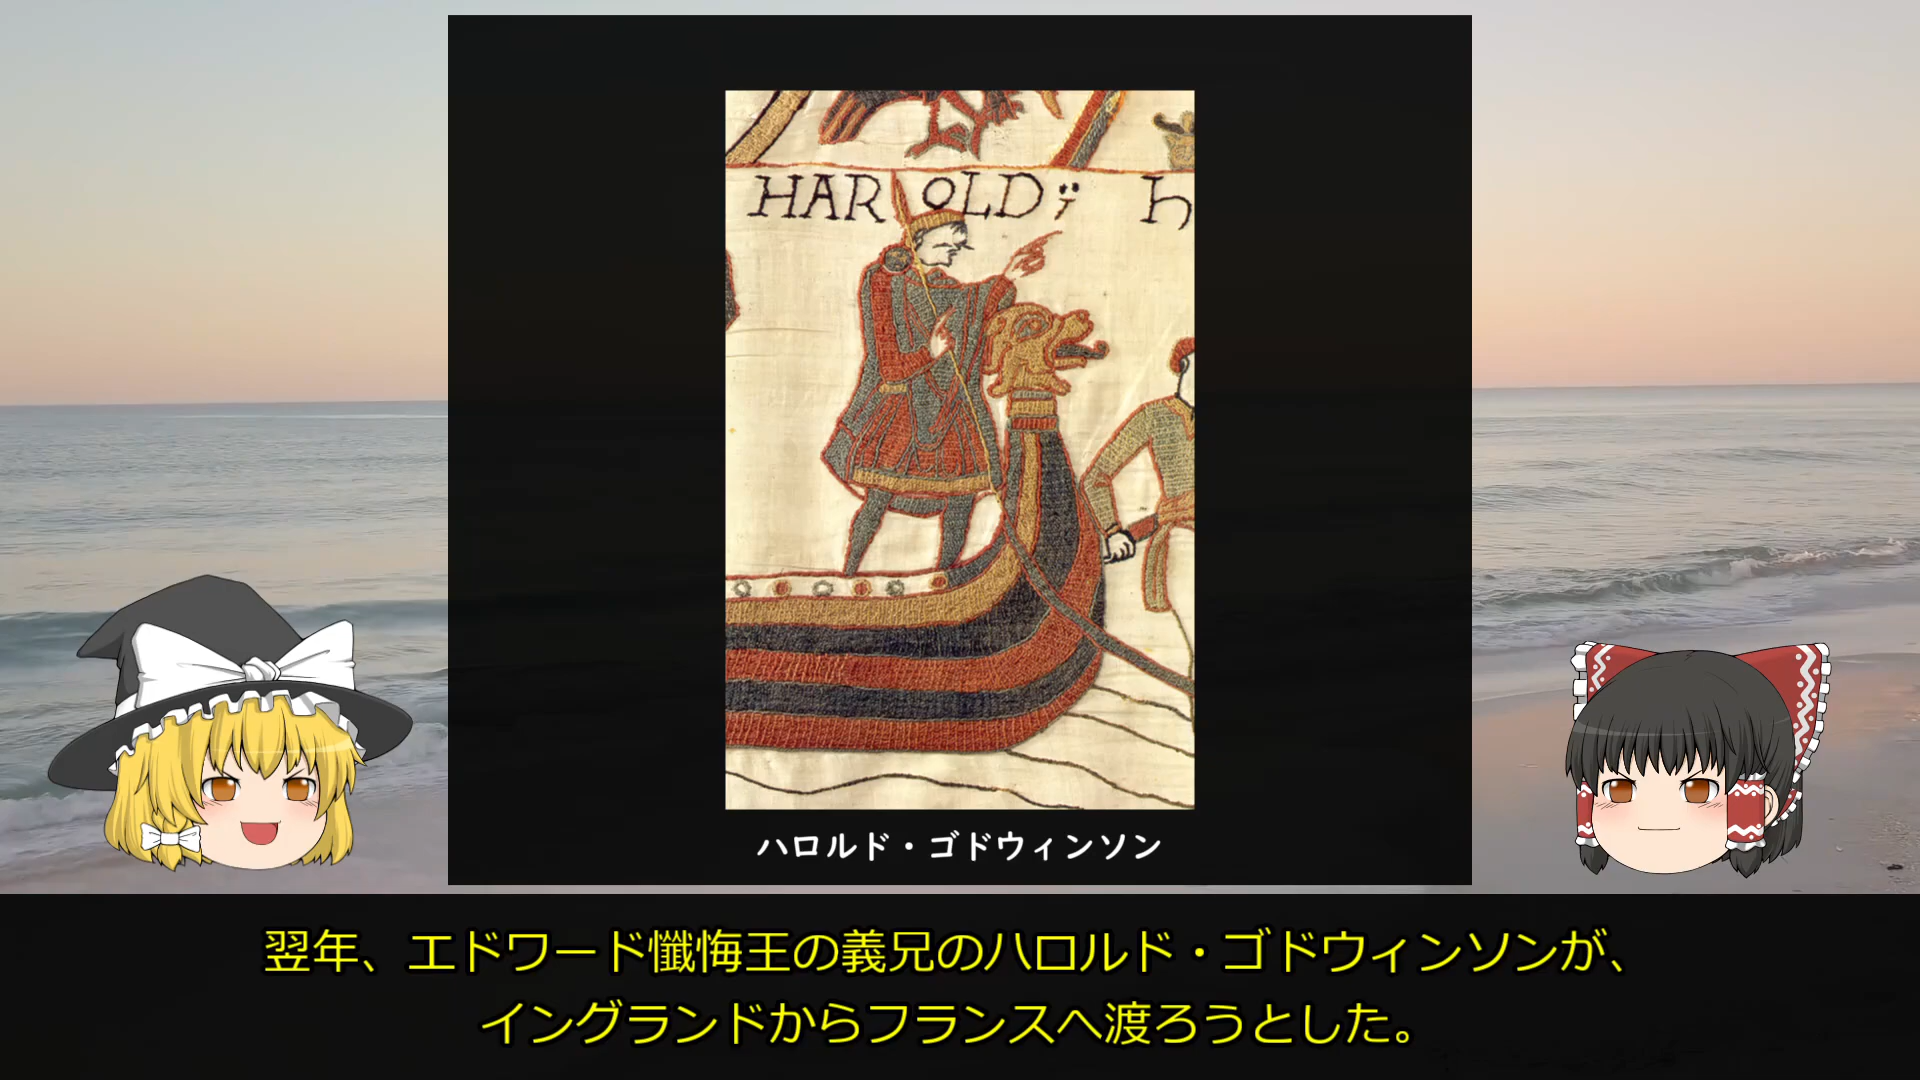 HAROLD⁏ h
ハロルド・ゴドウィンソン
翌年、エドワード懺悔王の義兄のハロルド・ゴドウィンソンが、
イングランドからフランスへ渡ろうとした。